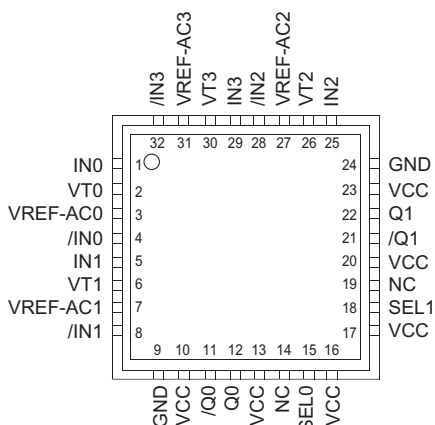 /IN3 VREF-AC3 VT3 IN3 /IN2 VREF-AC2 VT2 IN2
32 31 30 29 28 27 26 25
IN0 1 24 GND
VT0 2 23 VCC
VREF-AC0 3 22 Q1
/IN0 4 21 /Q1
IN1 5 20 VCC
VT1 6 19 NC
VREF-AC1 7 18 SEL1
/IN1 8 17 VCC
9 10 11 12 13 14 15 16
GND VCC /Q0 Q0 VCC NC SEL0 VCC